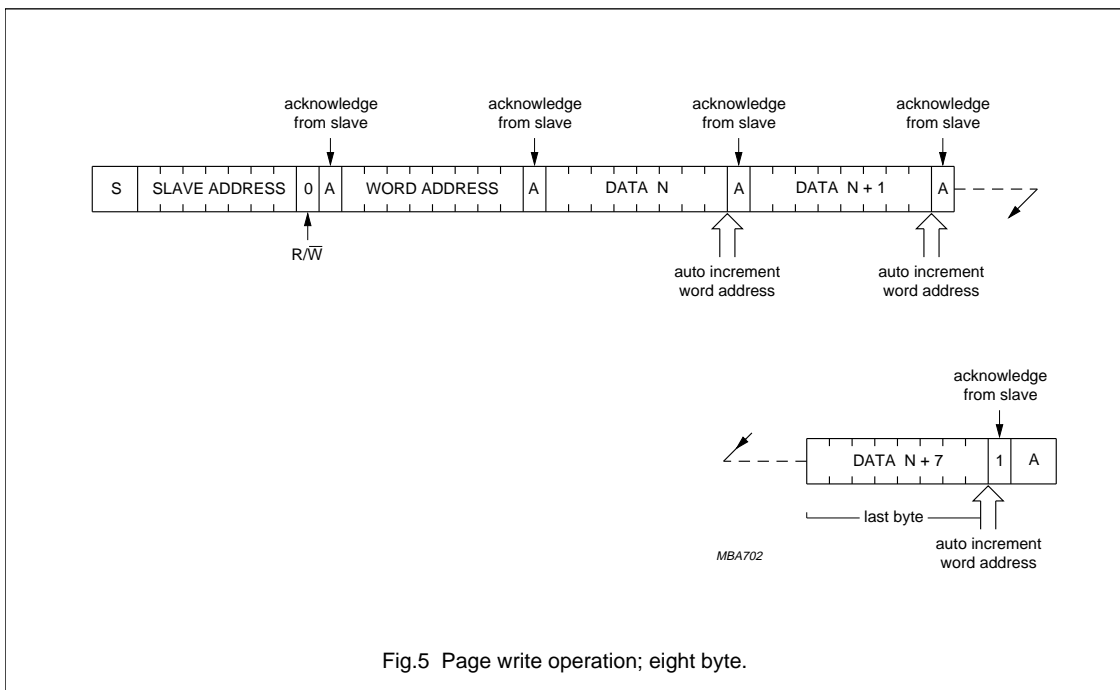 acknowledge
from slave
acknowledge
from slave
acknowledge
from slave
acknowledge
from slave
S SLAVE ADDRESS 0 A WORD ADDRESS A DATA N A DATA N + 1 A
R/W̅
auto increment
word address
auto increment
word address
acknowledge
from slave
DATA N + 7 1 A
last byte
auto increment
word address
MBA702
Fig.5 Page write operation; eight byte.